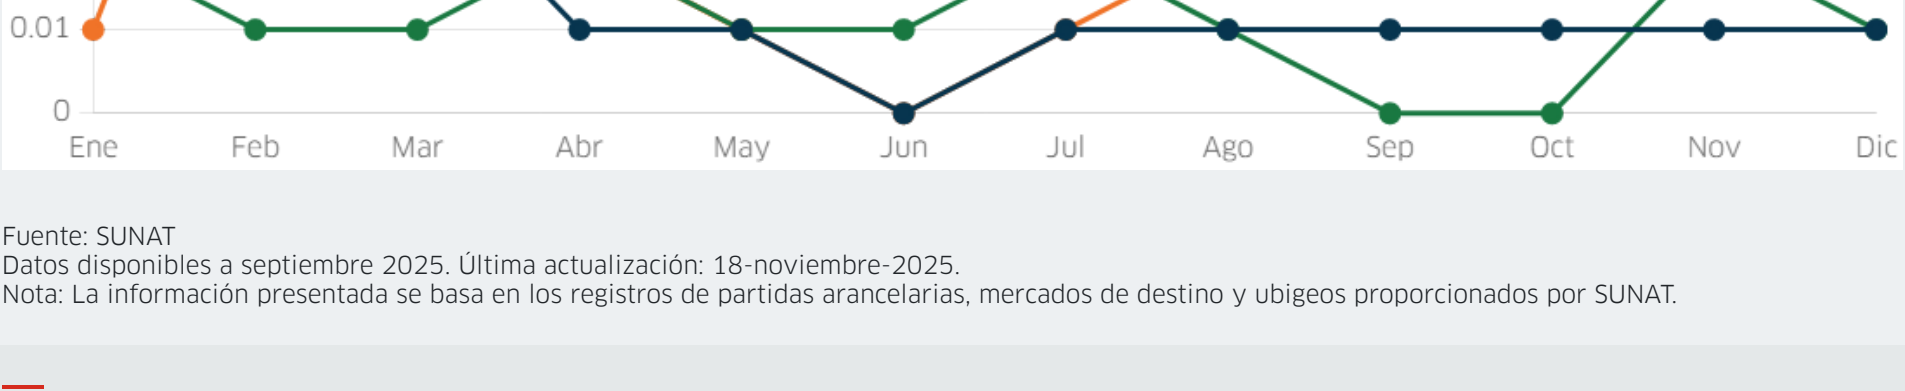 0.01
0
Ene Feb Mar Abr May Jun Jul Ago Sep Oct Nov Dic
Fuente: SUNAT
Datos disponibles a septiembre 2025. Última actualización: 18-noviembre-2025.
Nota: La información presentada se basa en los registros de partidas arancelarias, mercados de destino y ubigeos proporcionados por SUNAT.